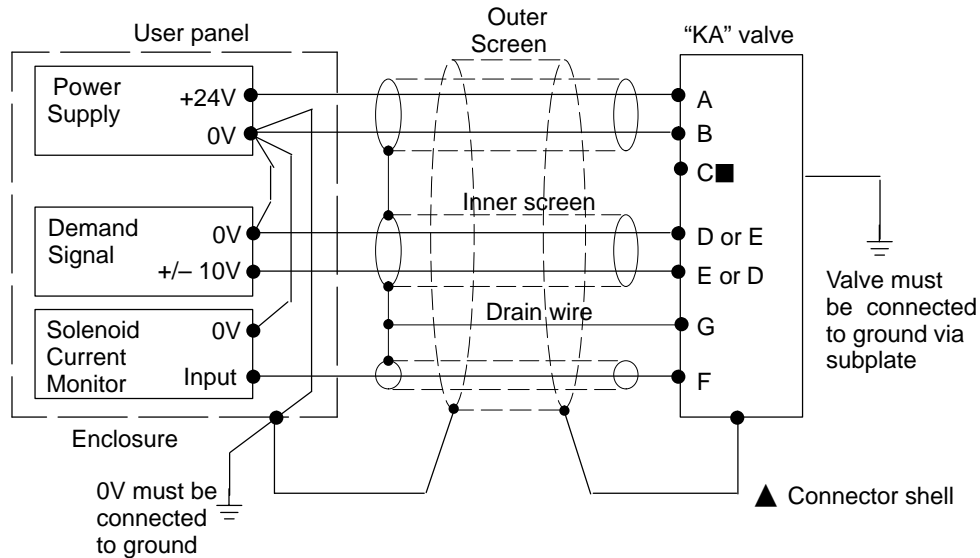 User panel
Outer
Screen
“KA” valve
Power
Supply
+24V
0V
A
B
C■
Inner screen
Demand
Signal
0V
+/– 10V
D or E
E or D
Drain wire
G
Solenoid
Current
Monitor
0V
Input
F
Valve must
be connected
to ground via
subplate
Enclosure
0V must be
connected
to ground
▲ Connector shell